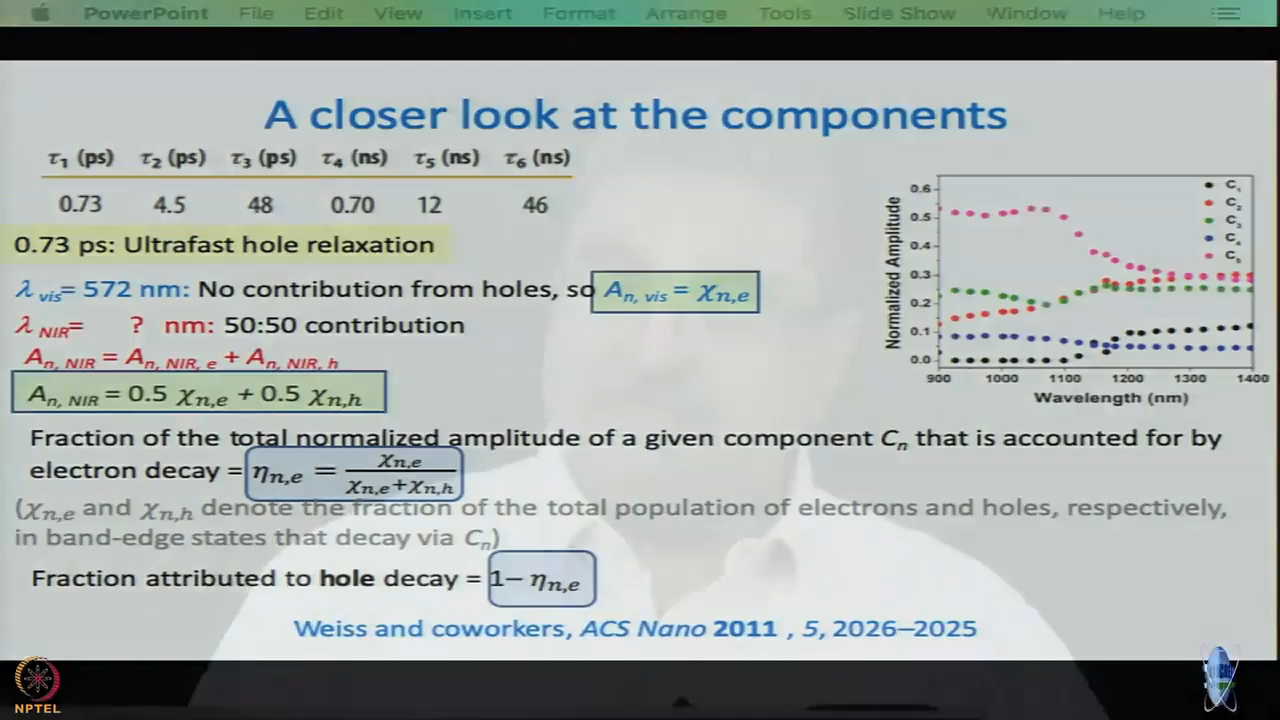 PowerPoint File Edit View Insert Format Arrange Tools Slide Show Window Help
A closer look at the components
τ₁ (ps) τ₂ (ps) τ₃ (ps) τ₄ (ns) τ₅ (ns) τ₆ (ns)
0.73 4.5 48 0.70 12 46
0.73 ps: Ultrafast hole relaxation
λ vis= 572 nm: No contribution from holes, so An, vis = χn,e
λ NIR= ? nm: 50:50 contribution
An, NIR = An, NIR, e + An, NIR, h
An, NIR = 0.5 χn,e + 0.5 χn,h
Normalized Amplitude
0.6
0.5
0.4
0.3
0.2
0.1
0.0
C₁
C₂
C₃
C₄
C₅
900 1000 1100 1200 1300 1400
Wavelength (nm)
Fraction of the total normalized amplitude of a given component Cn that is accounted for by
electron decay = ηn,e = χn,e / χn,e+χn,h
(χn,e and χn,h denote the fraction of the total population of electrons and holes, respectively,
in band-edge states that decay via Cn)
Fraction attributed to hole decay = 1− ηn,e
Weiss and coworkers, ACS Nano 2011 , 5, 2026–2025
NPTEL